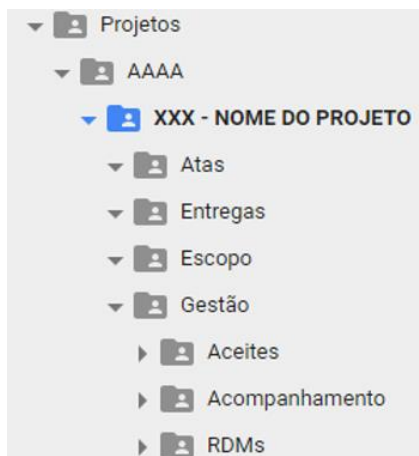 Projetos
AAAA
XXX - NOME DO PROJETO
Atas
Entregas
Escopo
Gestão
Aceites
Acompanhamento
RDMs